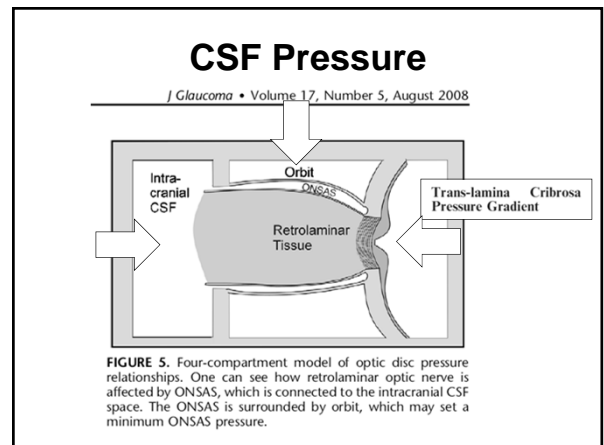 CSF Pressure
J Glaucoma • Volume 17, Number 5, August 2008
Intra-
cranial
CSF
Orbit
ONSAS
Retrolaminar
Tissue
Trans-lamina Cribrosa
Pressure Gradient
FIGURE 5. Four-compartment model of optic disc pressure
relationships. One can see how retrolaminar optic nerve is
affected by ONSAS, which is connected to the intracranial CSF
space. The ONSAS is surrounded by orbit, which may set a
minimum ONSAS pressure.